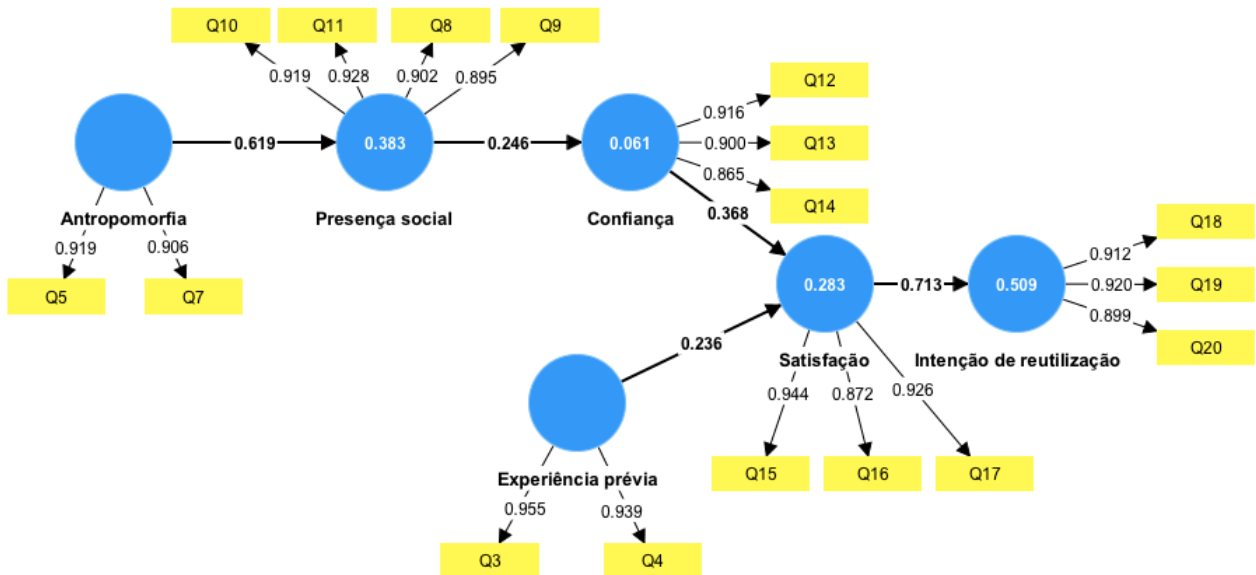 Q10
Q11
Q8
Q9
0.919
0.928
0.902
0.895
Q12
0.916
0.619
0.383
0.246
0.061
0.900
Q13
0.865
Q14
Antropomorfia
Presença social
Confiança
0.368
0.919
0.906
Q5
Q7
Q18
0.912
0.283
0.713
0.509
0.920
Q19
0.899
Q20
0.236
Satisfação
Intenção de reutilização
0.944
0.872
0.926
Q15
Q16
Q17
Experiência prévia
0.955
0.939
Q3
Q4